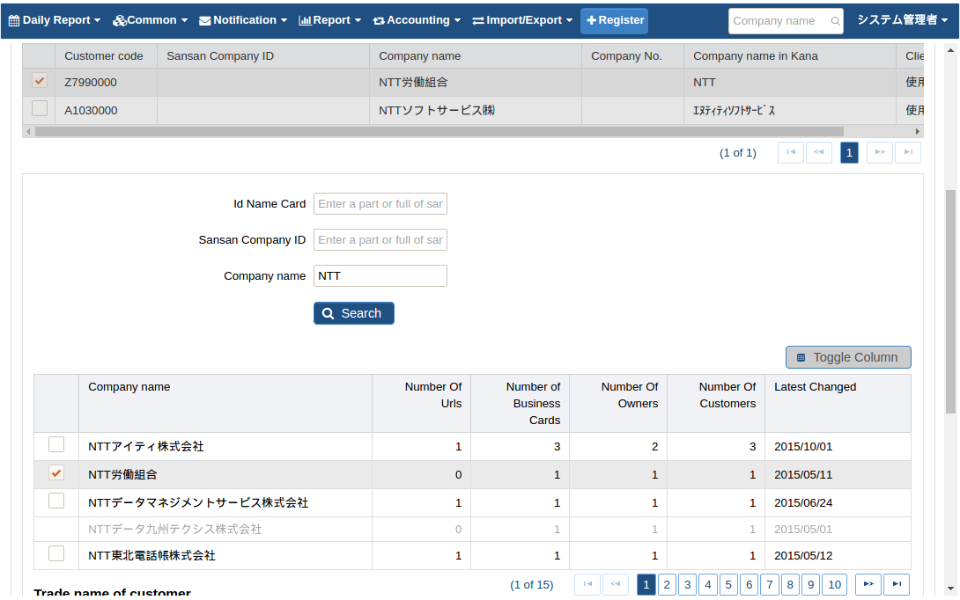 Daily Report Common Notification Report Accounting Import/Export Register Company name システム管理者
Customer code Sansan Company ID Company name Company No. Company name in Kana Clie
Z7990000 NTT労働組合 NTT 使用
A1030000 NTTソフトサービス㈱ エヌティティソフトサービス 使用
(1 of 1) 1
Id Name Card Enter a part or full of sar
Sansan Company ID Enter a part or full of sar
Company name NTT
Search
Toggle Column
Company name Number Of Urls Number of Business Cards Number Of Owners Number Of Customers Latest Changed
NTTアイティ株式会社 1 3 2 3 2015/10/01
NTT労働組合 0 1 1 1 2015/05/11
NTTデータマネジメントサービス株式会社 1 1 1 1 2015/06/24
NTTデータ九州テクシス株式会社 0 1 1 1 2015/05/01
NTT東北電話帳株式会社 1 1 1 1 2015/05/12
(1 of 15) 1 2 3 4 5 6 7 8 9 10
Trade name of customer